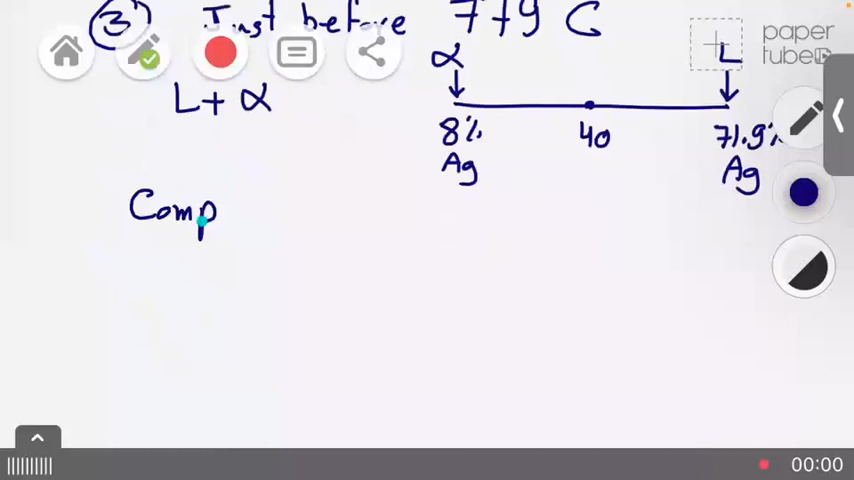 ③ Just before 779 C
paper
tube
α L
L + α
8% 40 71.9%
Ag Ag
Comp
00:00